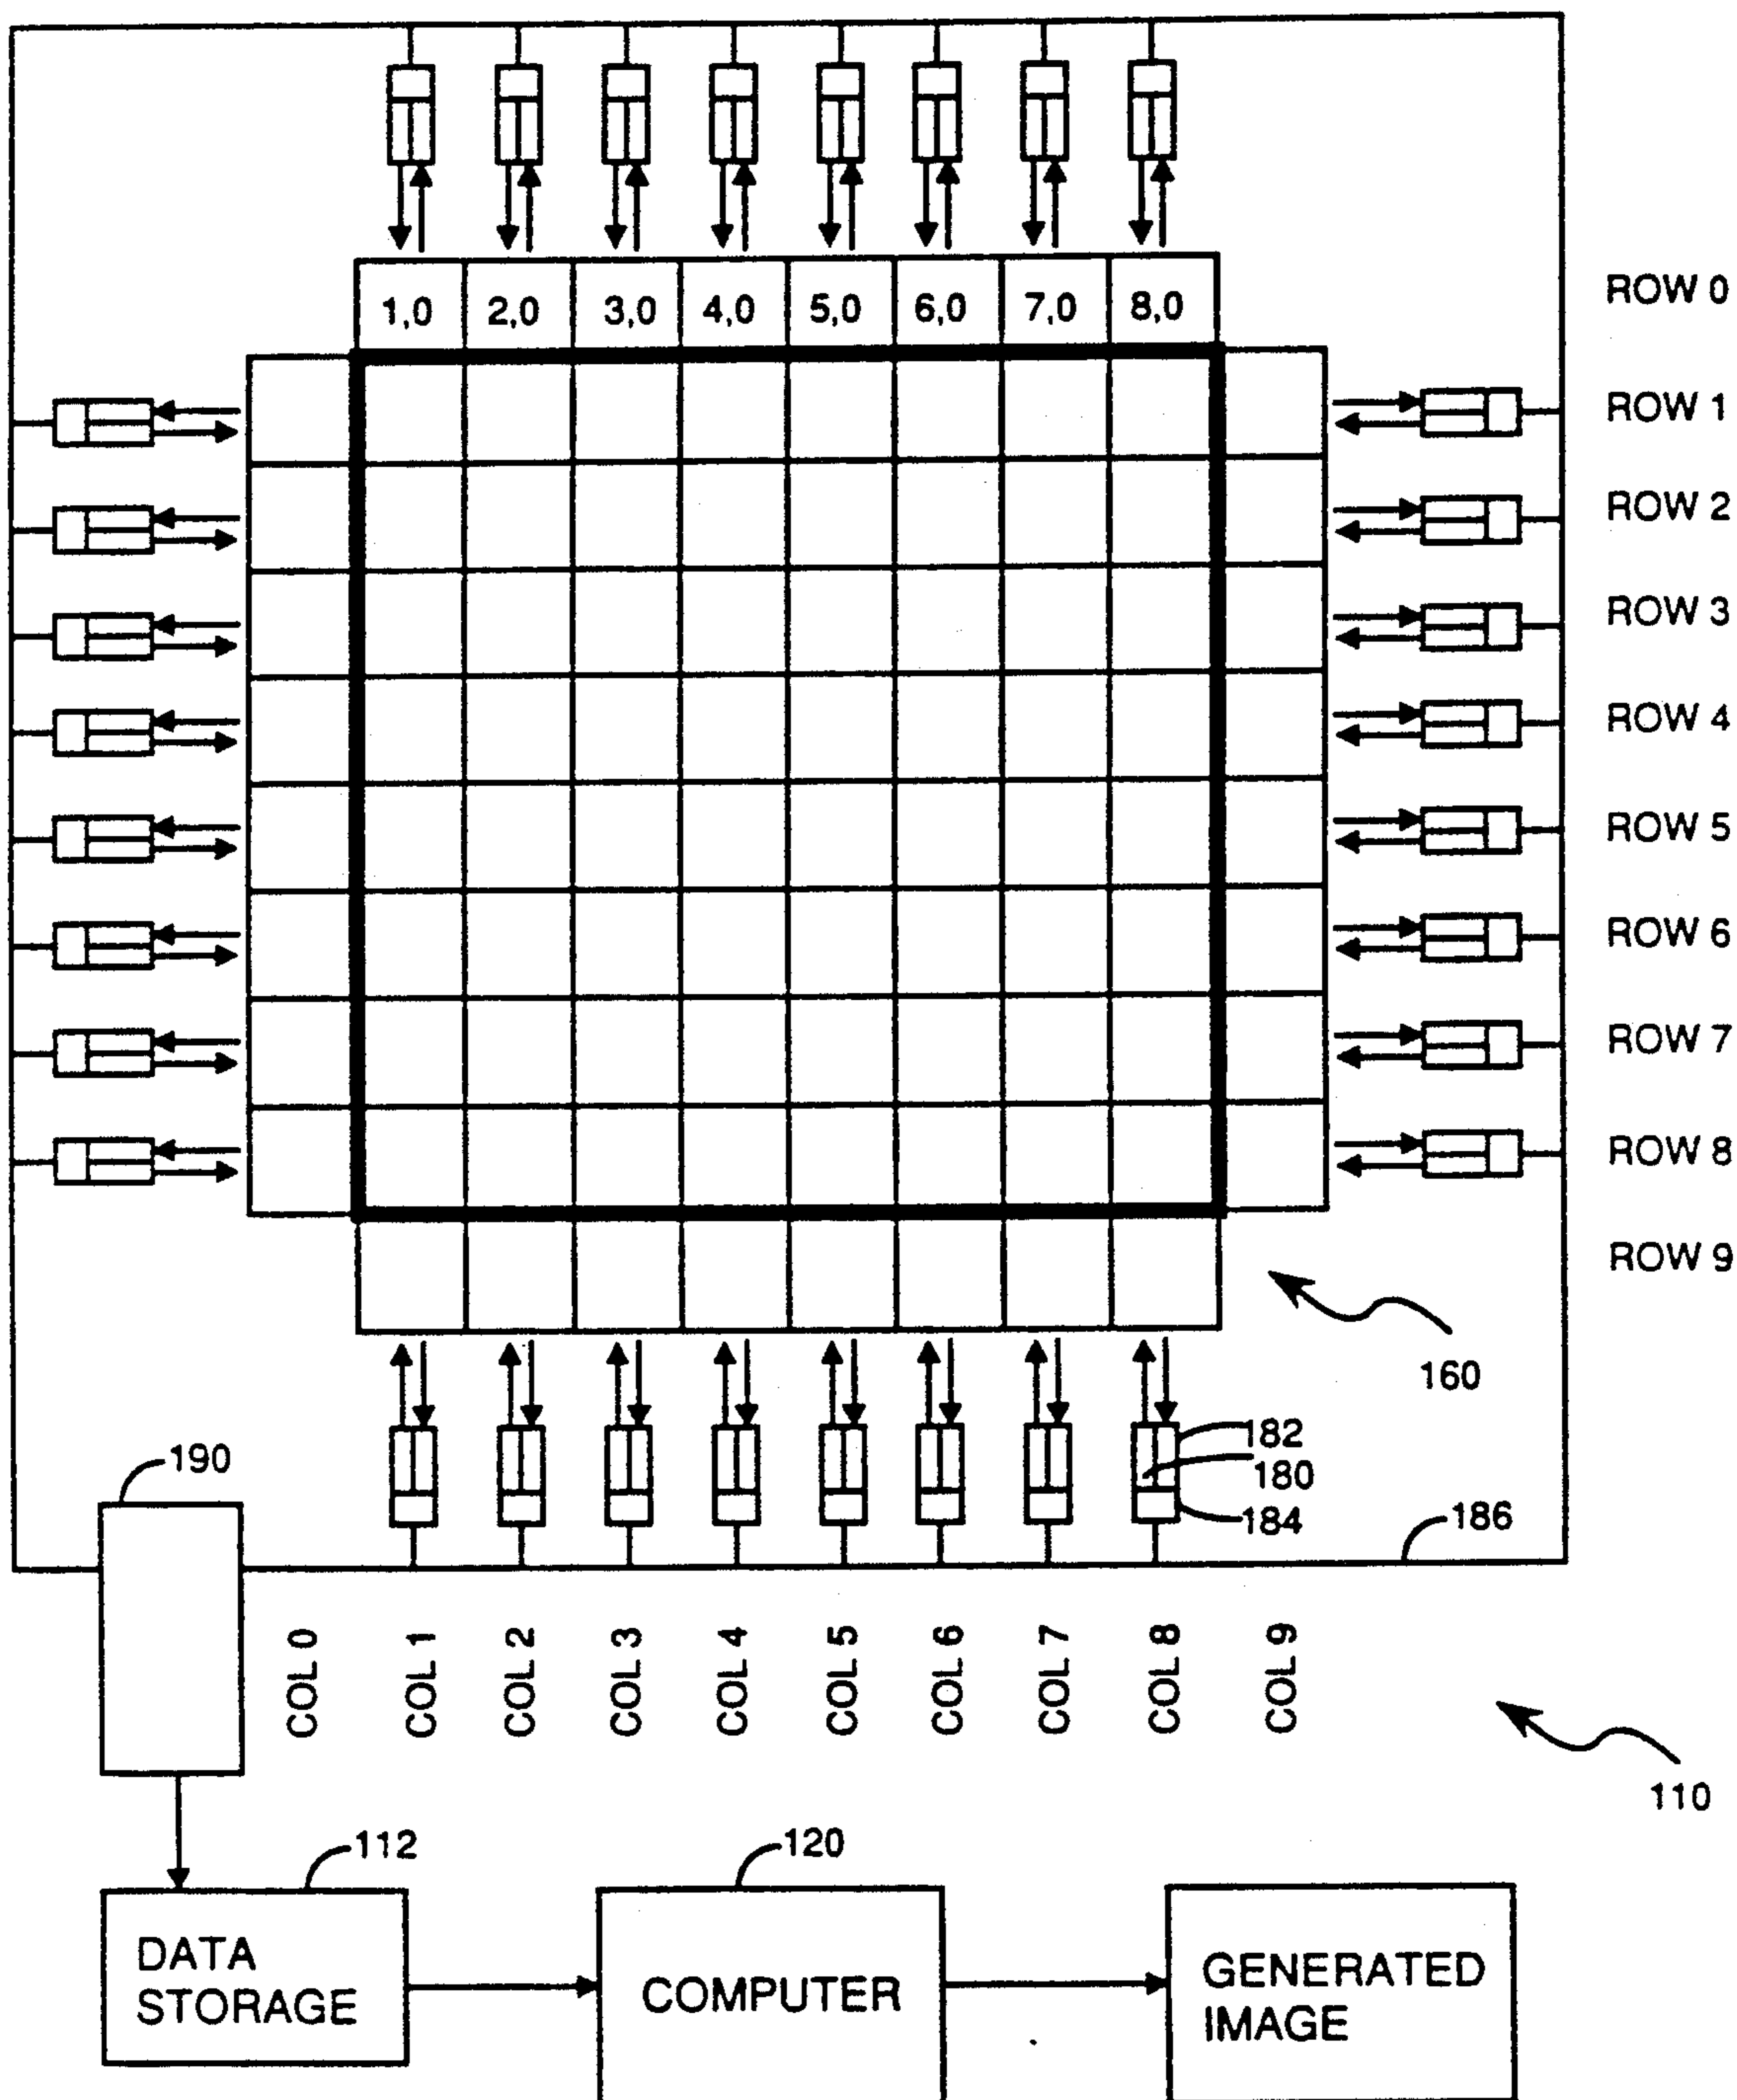 1,0 2,0 3,0 4,0 5,0 6,0 7,0 8,0
ROW 0
ROW 1
ROW 2
ROW 3
ROW 4
ROW 5
ROW 6
ROW 7
ROW 8
ROW 9
160
182
180
184
186
190
COL 0
COL 1
COL 2
COL 3
COL 4
COL 5
COL 6
COL 7
COL 8
COL 9
110
112
120
DATA
STORAGE
COMPUTER
GENERATED
IMAGE